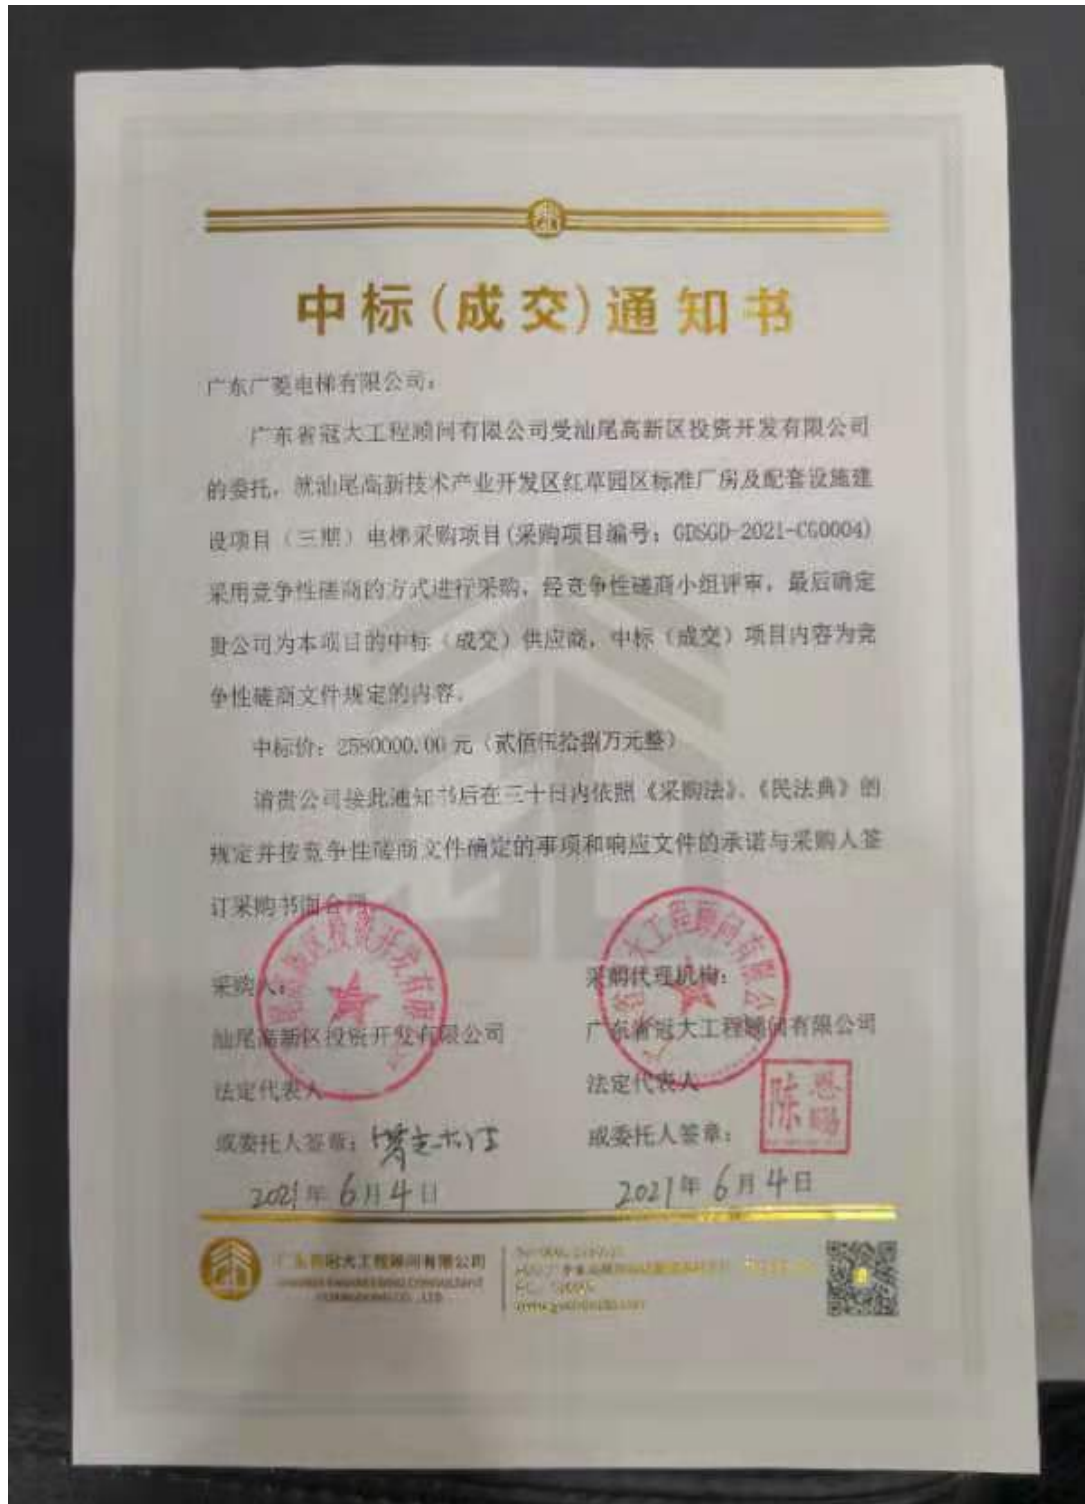 中标(成交)通知书
广东广菱电梯有限公司：
广东省冠大工程顾问有限公司受汕尾高新区投资开发有限公司
的委托，就汕尾高新技术产业开发区红草园区标准厂房及配套设施建
设项目（三期）电梯采购项目(采购项目编号：GDSGD-2021-CG0004)
采用竞争性磋商的方式进行采购，经竞争性磋商小组评审，最后确定
贵公司为本项目的中标（成交）供应商，中标（成交）项目内容为竞
争性磋商文件规定的内容。
中标价：2580000.00 元（贰佰伍拾捌万元整）
请贵公司接此通知书后在三十日内依照《采购法》、《民法典》的
规定并按竞争性磋商文件确定的事项和响应文件的承诺与采购人签
订采购书面合同
采购人：
汕尾高新区投资开发有限公司
法定代表人
或委托人签章：
2021年6月4日
采购代理机构：
广东省冠大工程顾问有限公司
法定代表人
或委托人签章：
陈恩
2021年6月4日
广东省冠大工程顾问有限公司